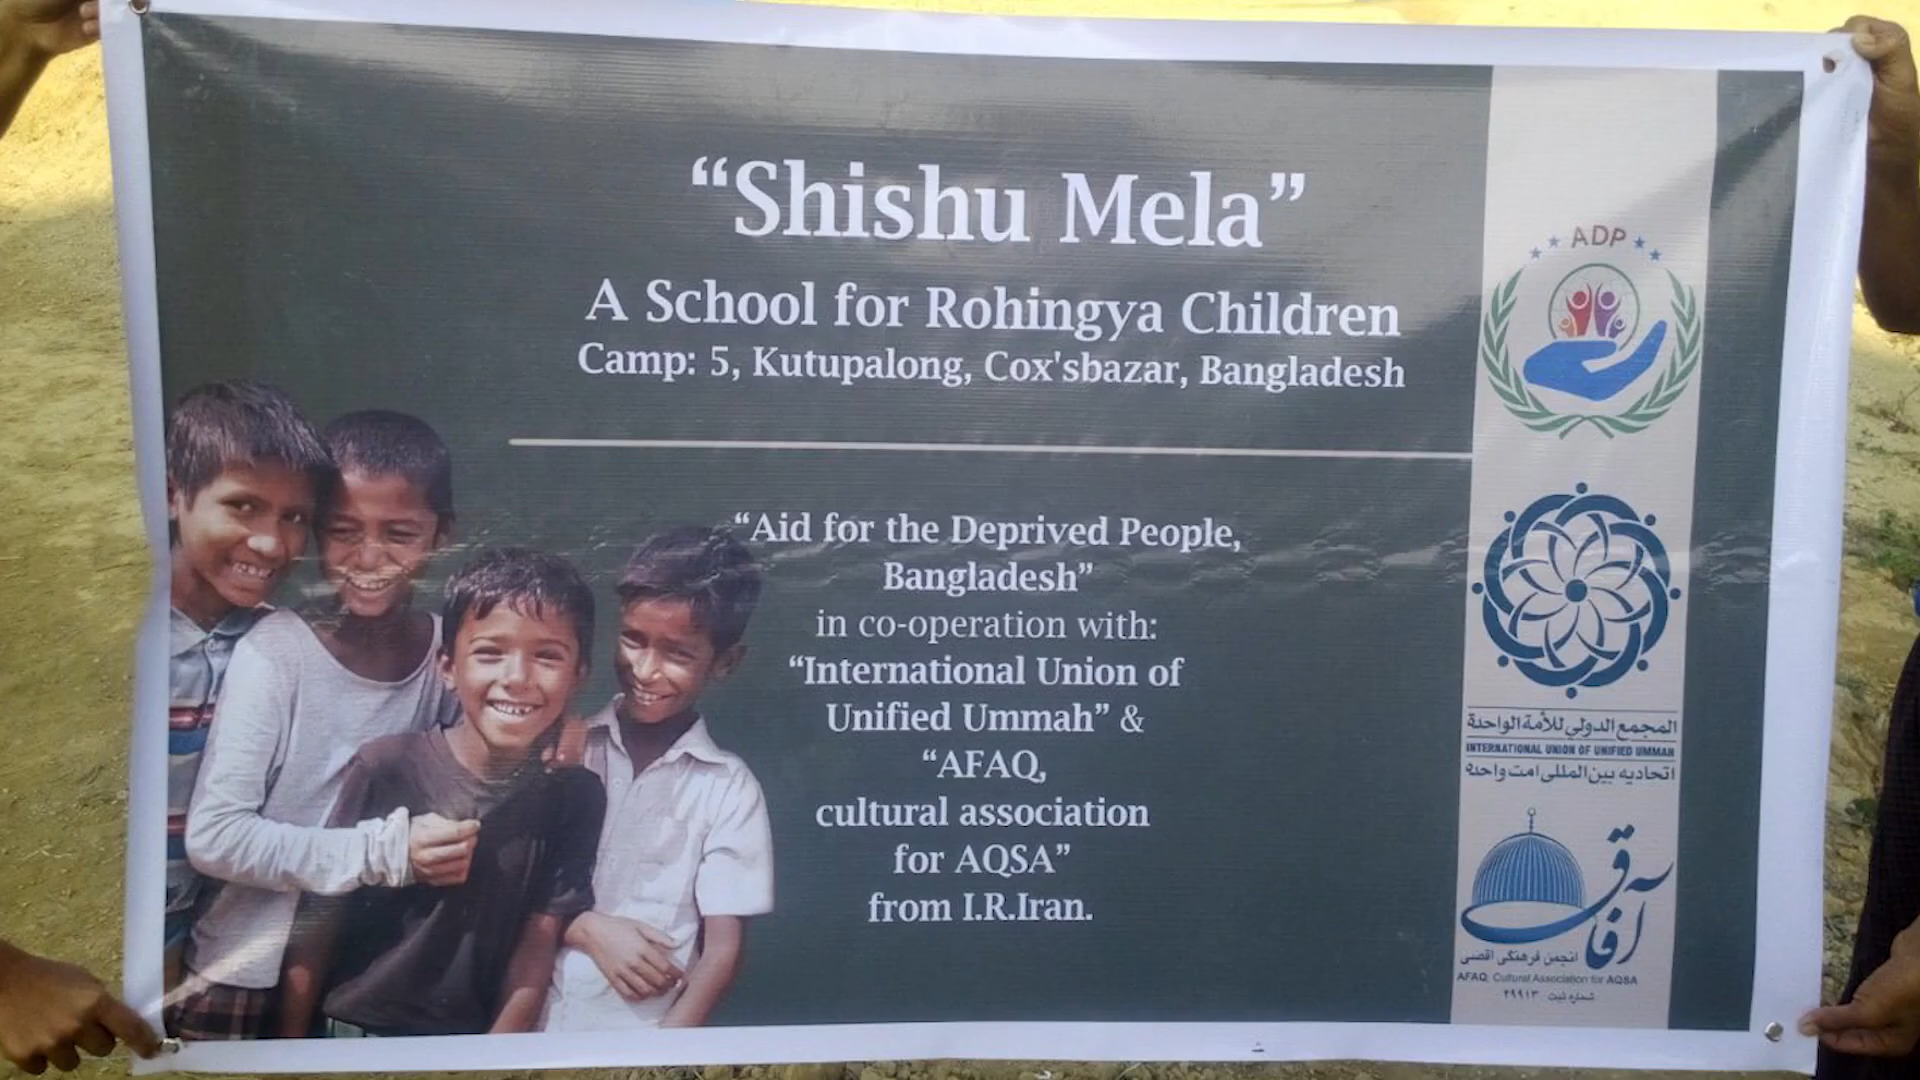 “Shishu Mela”
A School for Rohingya Children
Camp: 5, Kutupalong, Cox'sbazar, Bangladesh
“Aid for the Deprived People,
Bangladesh”
in co-operation with:
“International Union of
Unified Ummah” &
“AFAQ,
cultural association
for AQSA”
from I.R.Iran.
ADP
المجمع الدولي للأمة الواحدة
INTERNATIONAL UNION OF UNIFIED UMMAH
اتحادیه بین‌المللی امت واحده
آفاق
انجمن فرهنگی اقصی
AFAQ: Cultural Association for AQSA
شماره ثبت ۲۹۹۱۳